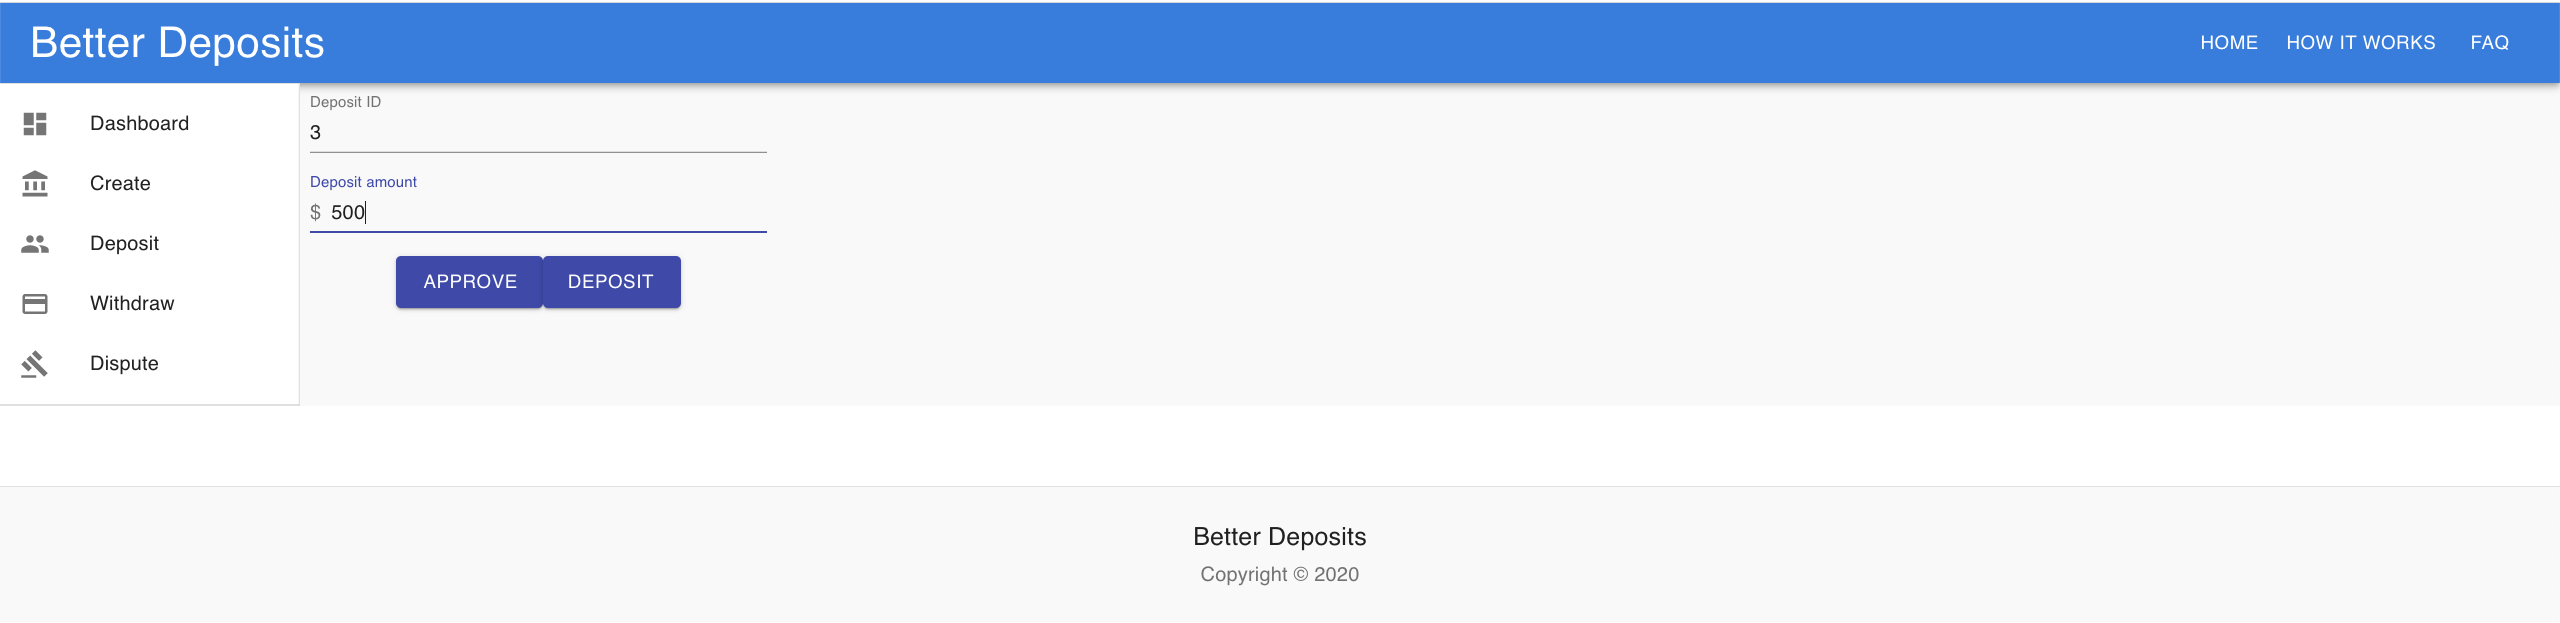 Better Deposits
HOME HOW IT WORKS FAQ
Dashboard
Create
Deposit
Withdraw
Dispute
Deposit ID
3
Deposit amount
$ 500
APPROVE DEPOSIT
Better Deposits
Copyright © 2020